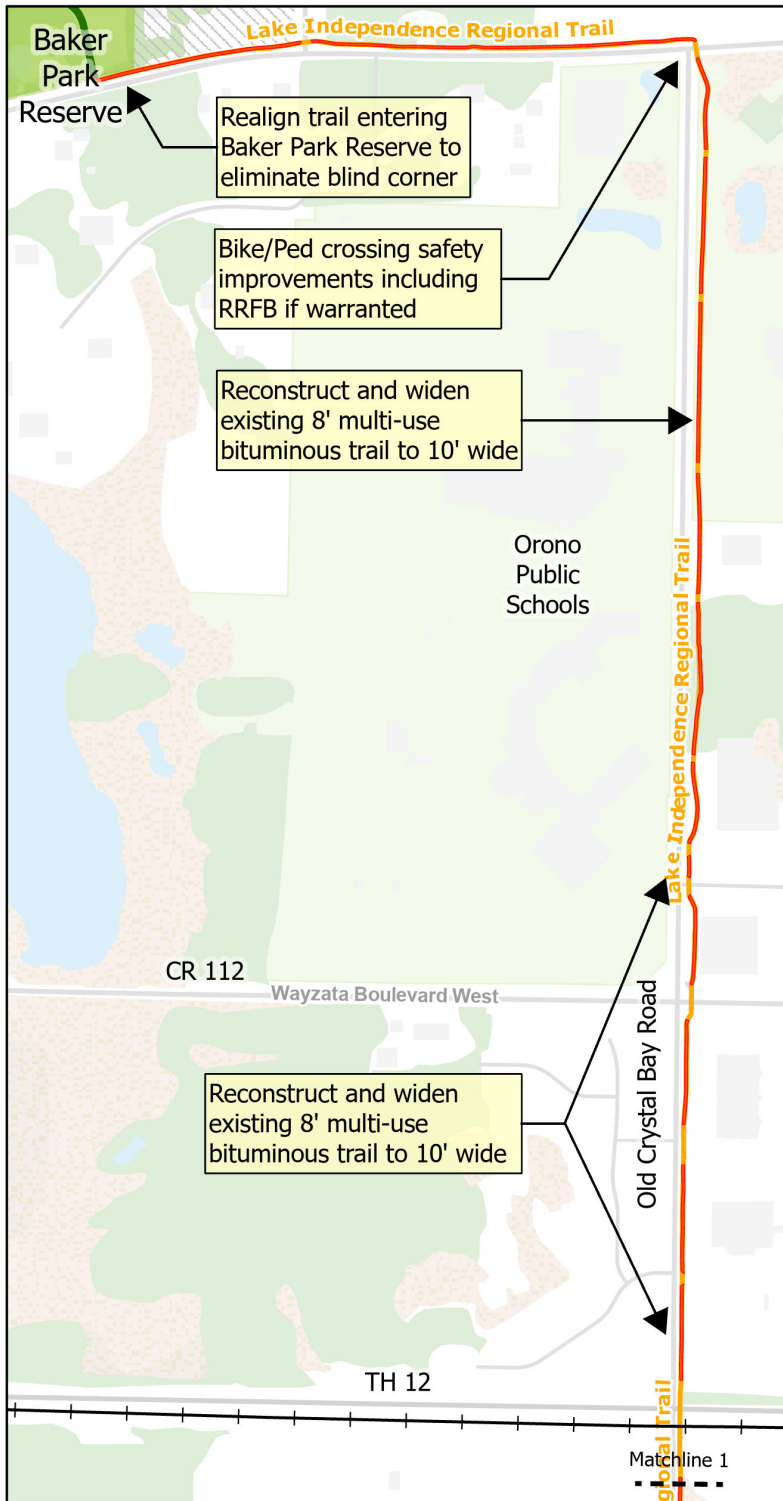 Lake Independence Regional Trail
Baker
Park
Reserve
Realign trail entering
Baker Park Reserve to
eliminate blind corner
Bike/Ped crossing safety
improvements including
RRFB if warranted
Reconstruct and widen
existing 8' multi-use
bituminous trail to 10' wide
Orono
Public
Schools
Lake Independence Regional Trail
CR 112
Wayzata Boulevard West
Old Crystal Bay Road
Reconstruct and widen
existing 8' multi-use
bituminous trail to 10' wide
TH 12
gional Trail
Matchline 1